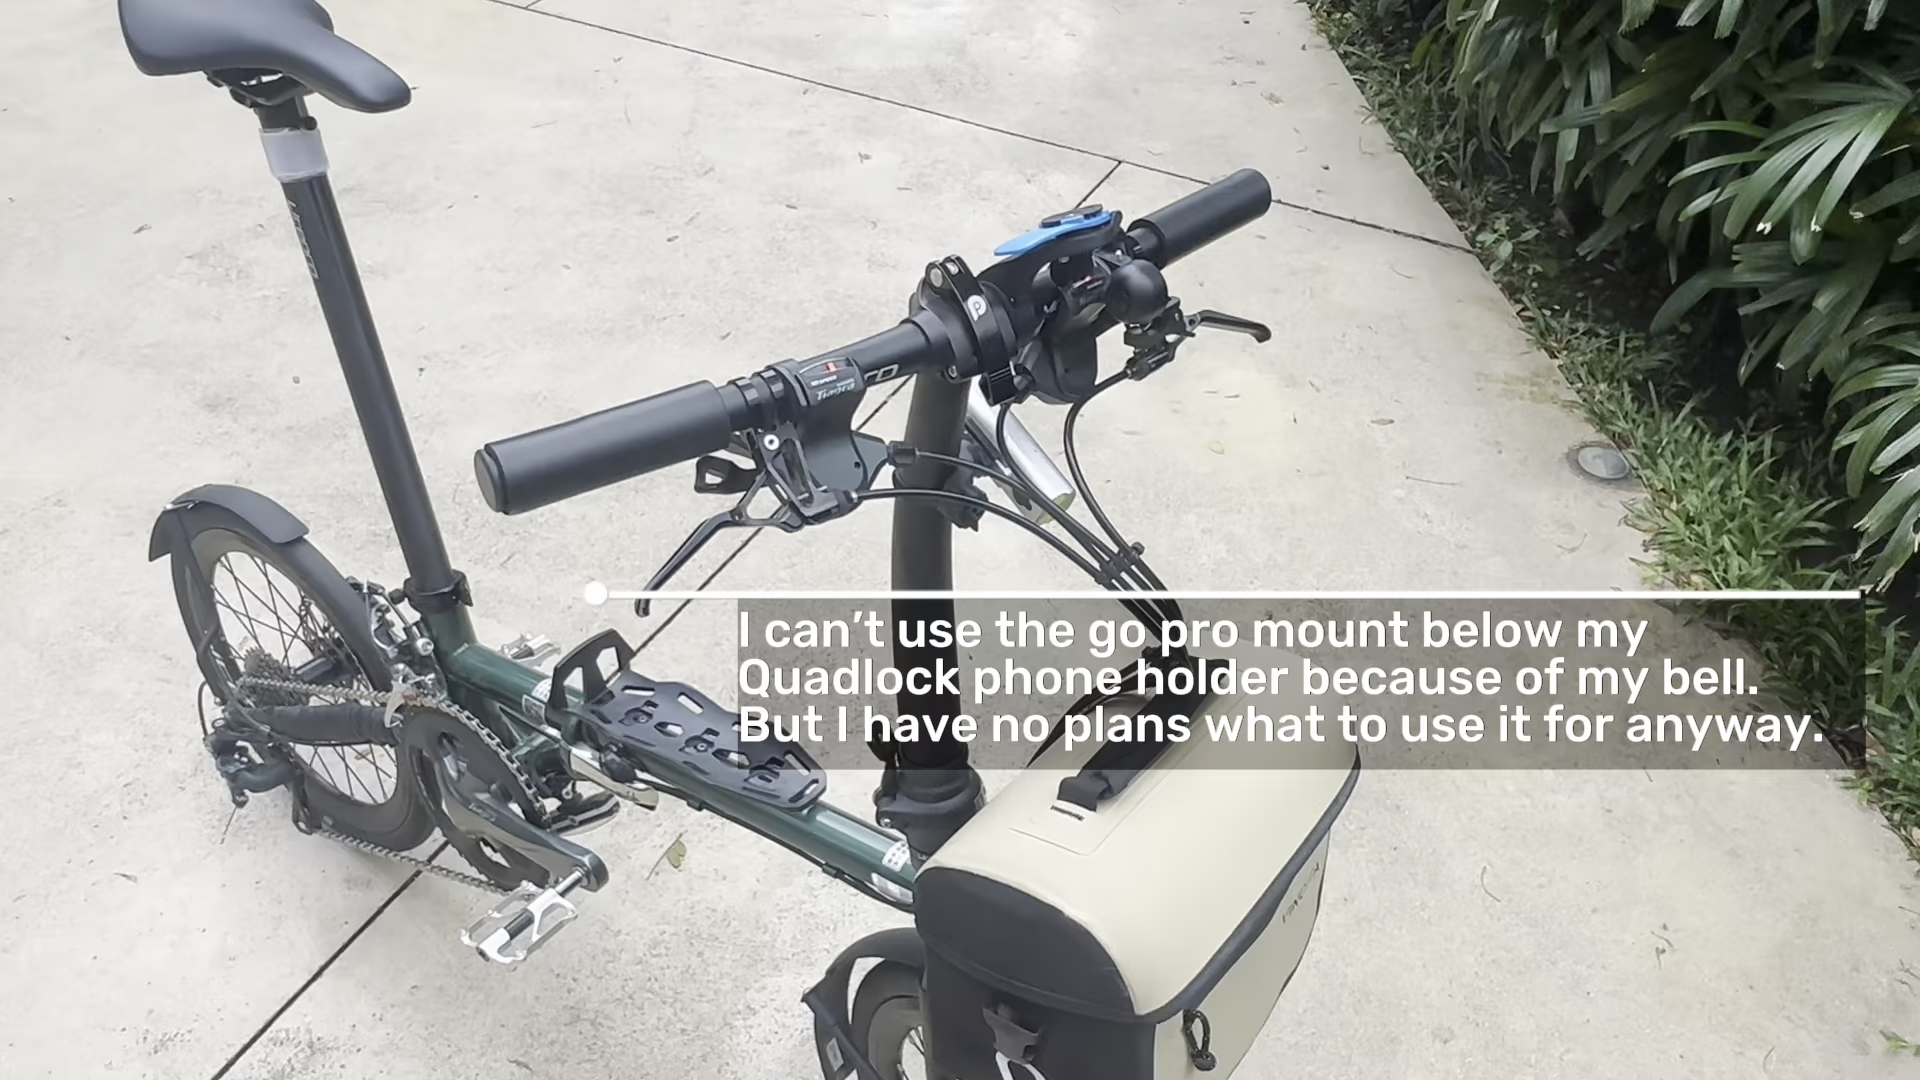 Tiagra
I can't use the go pro mount below my
Quadlock phone holder because of my bell.
But I have no plans what to use it for anyway.